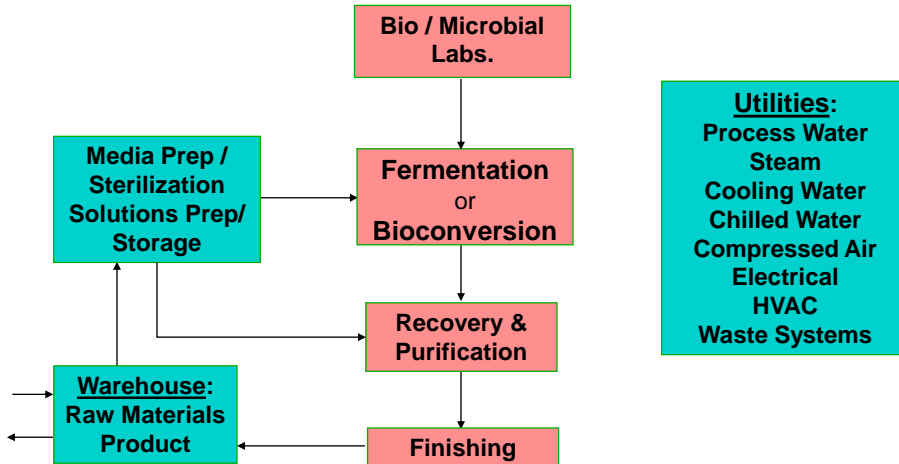 Bio / Microbial
Labs.
Media Prep /
Sterilization
Solutions Prep/
Storage
Fermentation
or
Bioconversion
Recovery &
Purification
Warehouse:
Raw Materials
Product
Finishing
Utilities:
Process Water
Steam
Cooling Water
Chilled Water
Compressed Air
Electrical
HVAC
Waste Systems